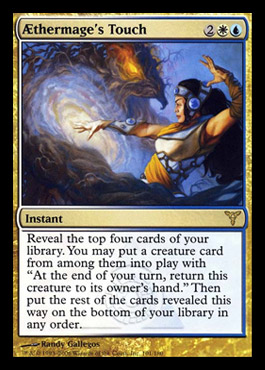 Æthermage's Touch 2
Instant
Reveal the top four cards of your
library. You may put a creature card
from among them into play with
“At the end of your turn, return this
creature to its owner's hand.” Then
put the rest of the cards revealed this
way on the bottom of your library in
any order.
Randy Gallegos